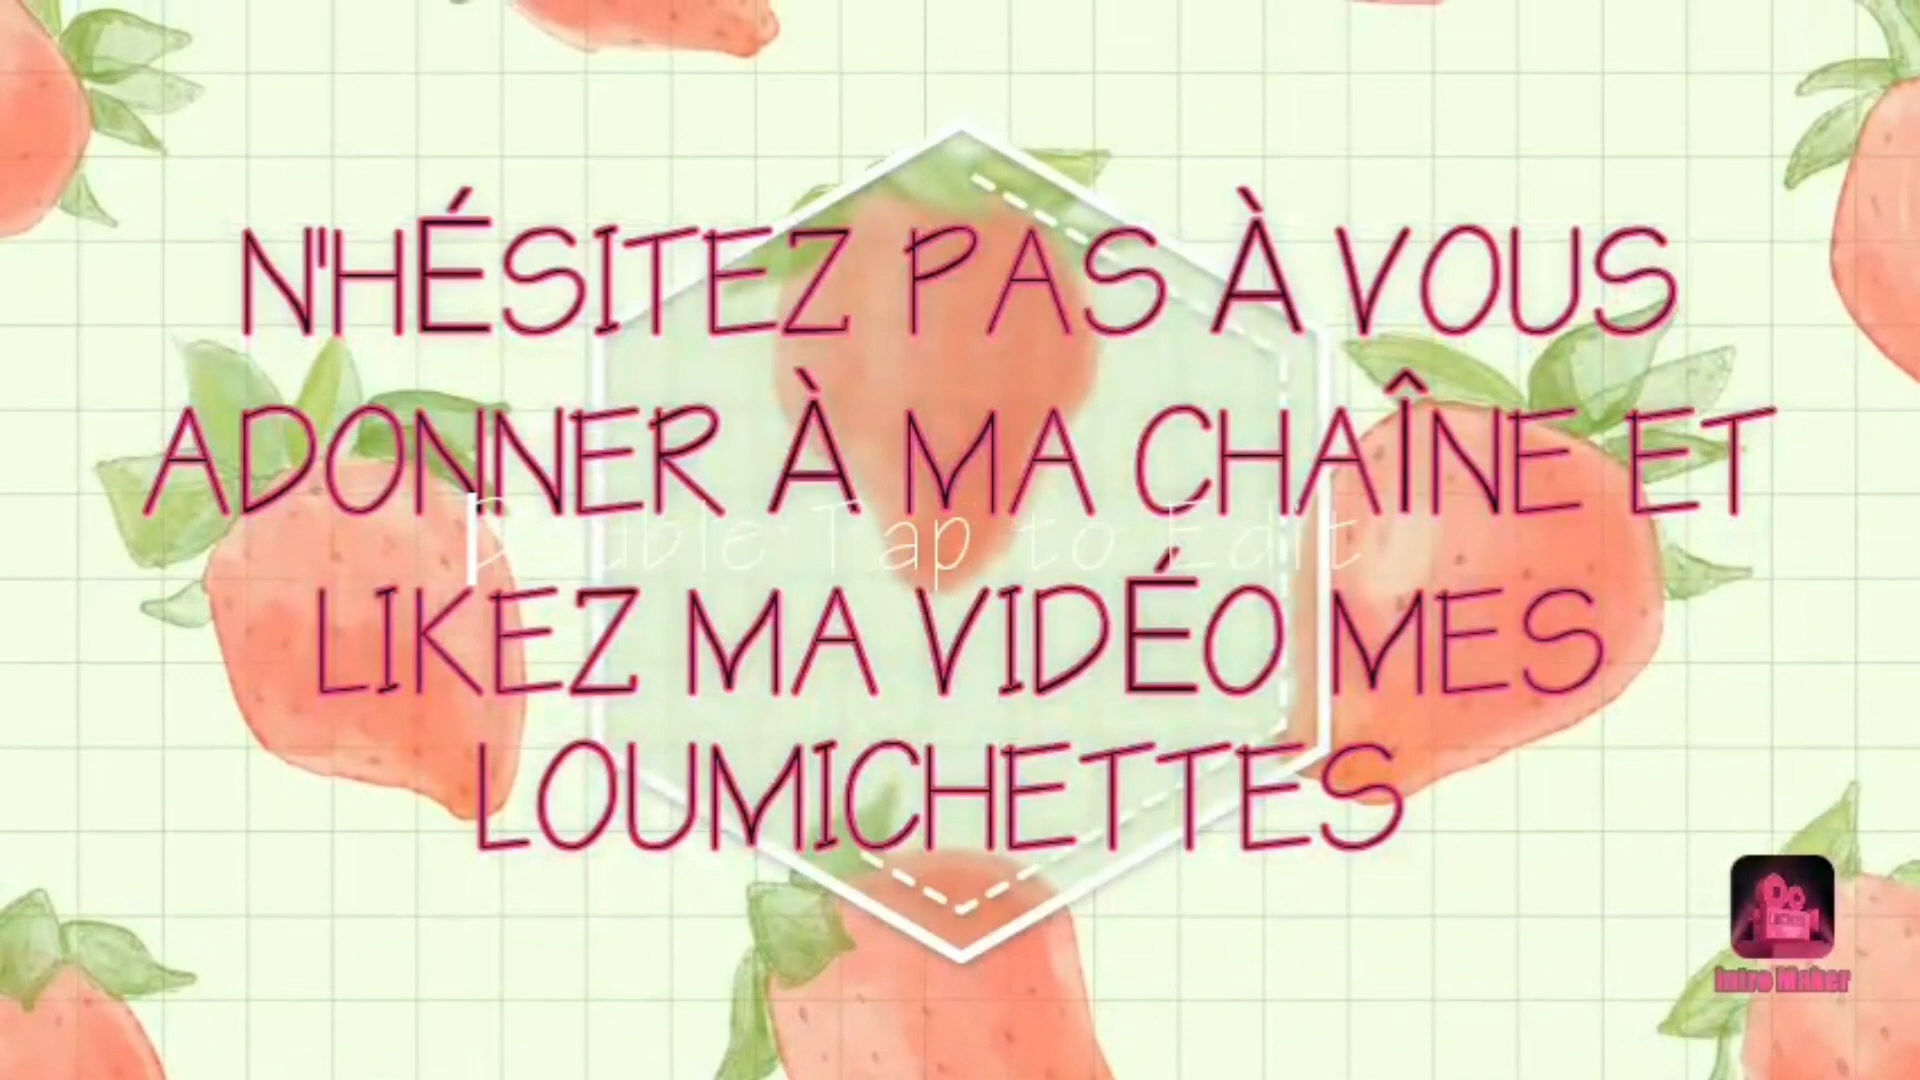 N'HÉSITEZ PAS À VOUS
ADONNER À MA CHAÎNE ET
Double Tap to Edit
LIKEZ MA VIDÉO MES
LOUMICHETTES
Intro Maker